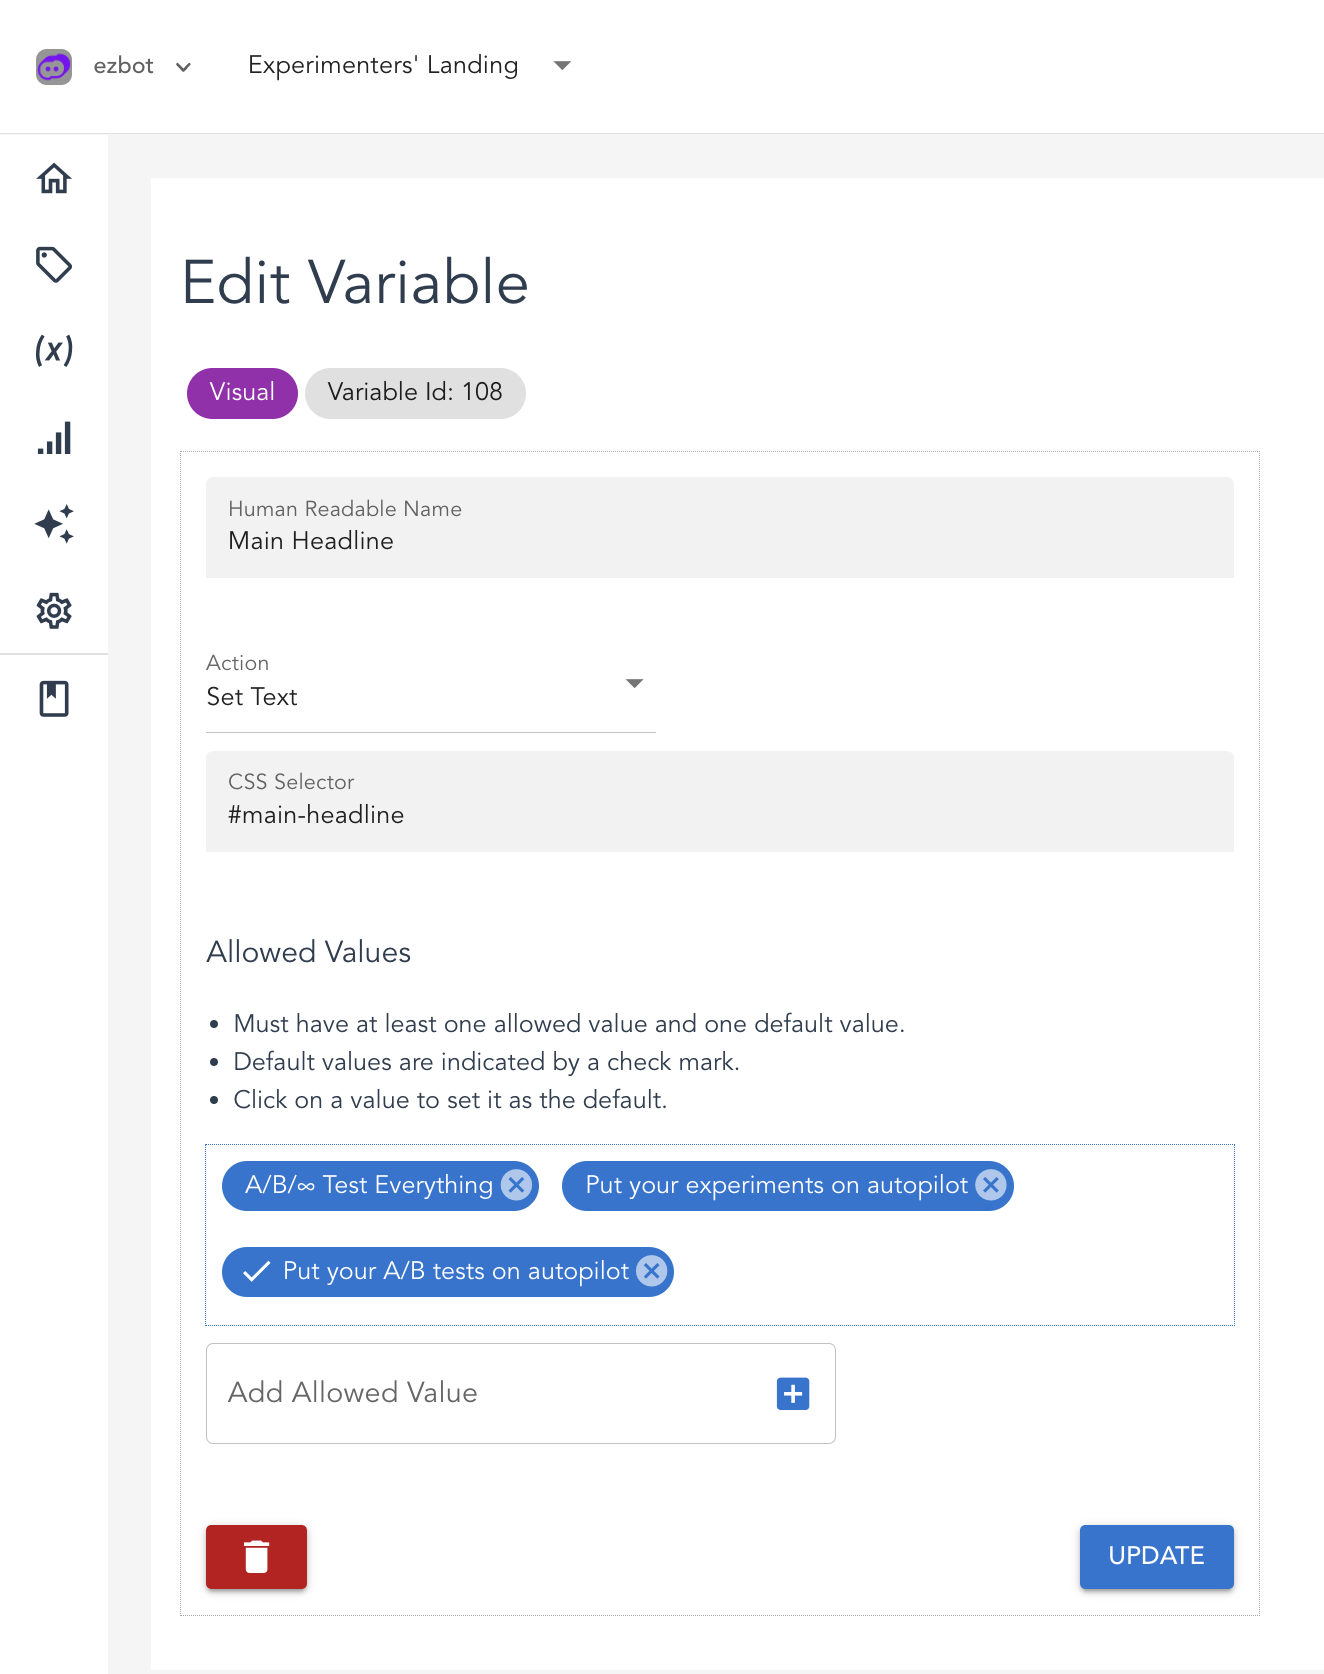 ezbot
Experimenters' Landing
(x)
Edit Variable
Visual
Variable Id: 108
Human Readable Name
Main Headline
Action
Set Text
CSS Selector
#main-headline
Allowed Values
• Must have at least one allowed value and one default value.
• Default values are indicated by a check mark.
• Click on a value to set it as the default.
A/B/∞ Test Everything
Put your experiments on autopilot
Put your A/B tests on autopilot
Add Allowed Value
UPDATE